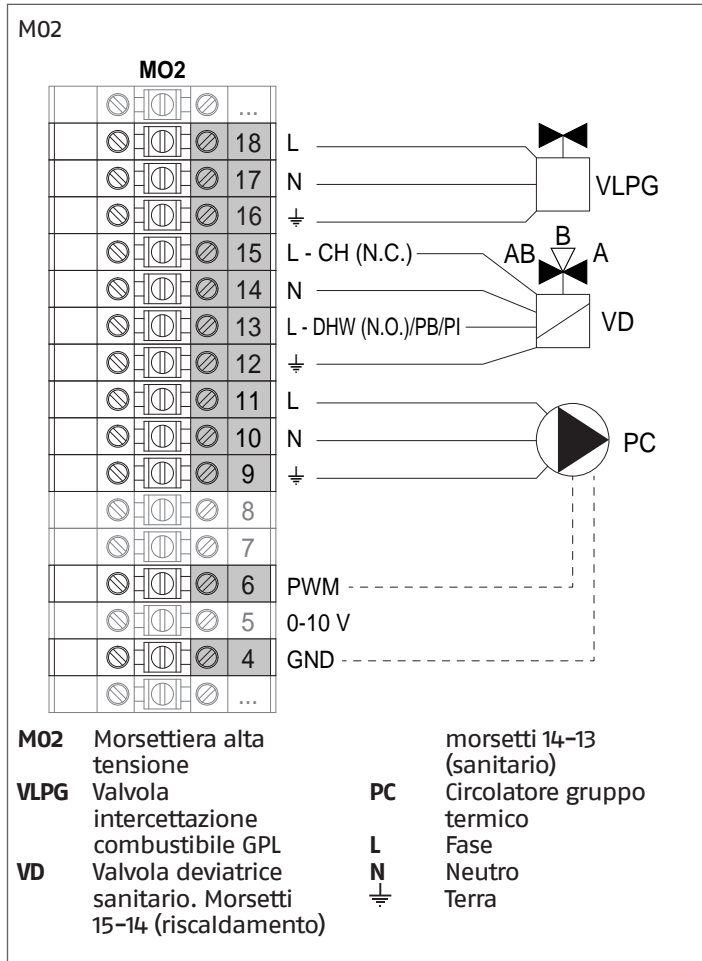 M02
MO2
...
18 L
17 N VLPG
16 ⏚
B
AB A
15 L - CH (N.C.)
14 N
13 L - DHW (N.O.)/PB/PI VD
12 ⏚
11 L
10 N PC
9 ⏚
8
7
6 PWM
5 0-10 V
4 GND
...
M02 Morsettiera alta
tensione
VLPG Valvola
intercettazione
combustibile GPL
VD Valvola deviatrice
sanitario. Morsetti
15-14 (riscaldamento)
morsetti 14-13
(sanitario)
PC Circolatore gruppo
termico
L Fase
N Neutro
⏚ Terra